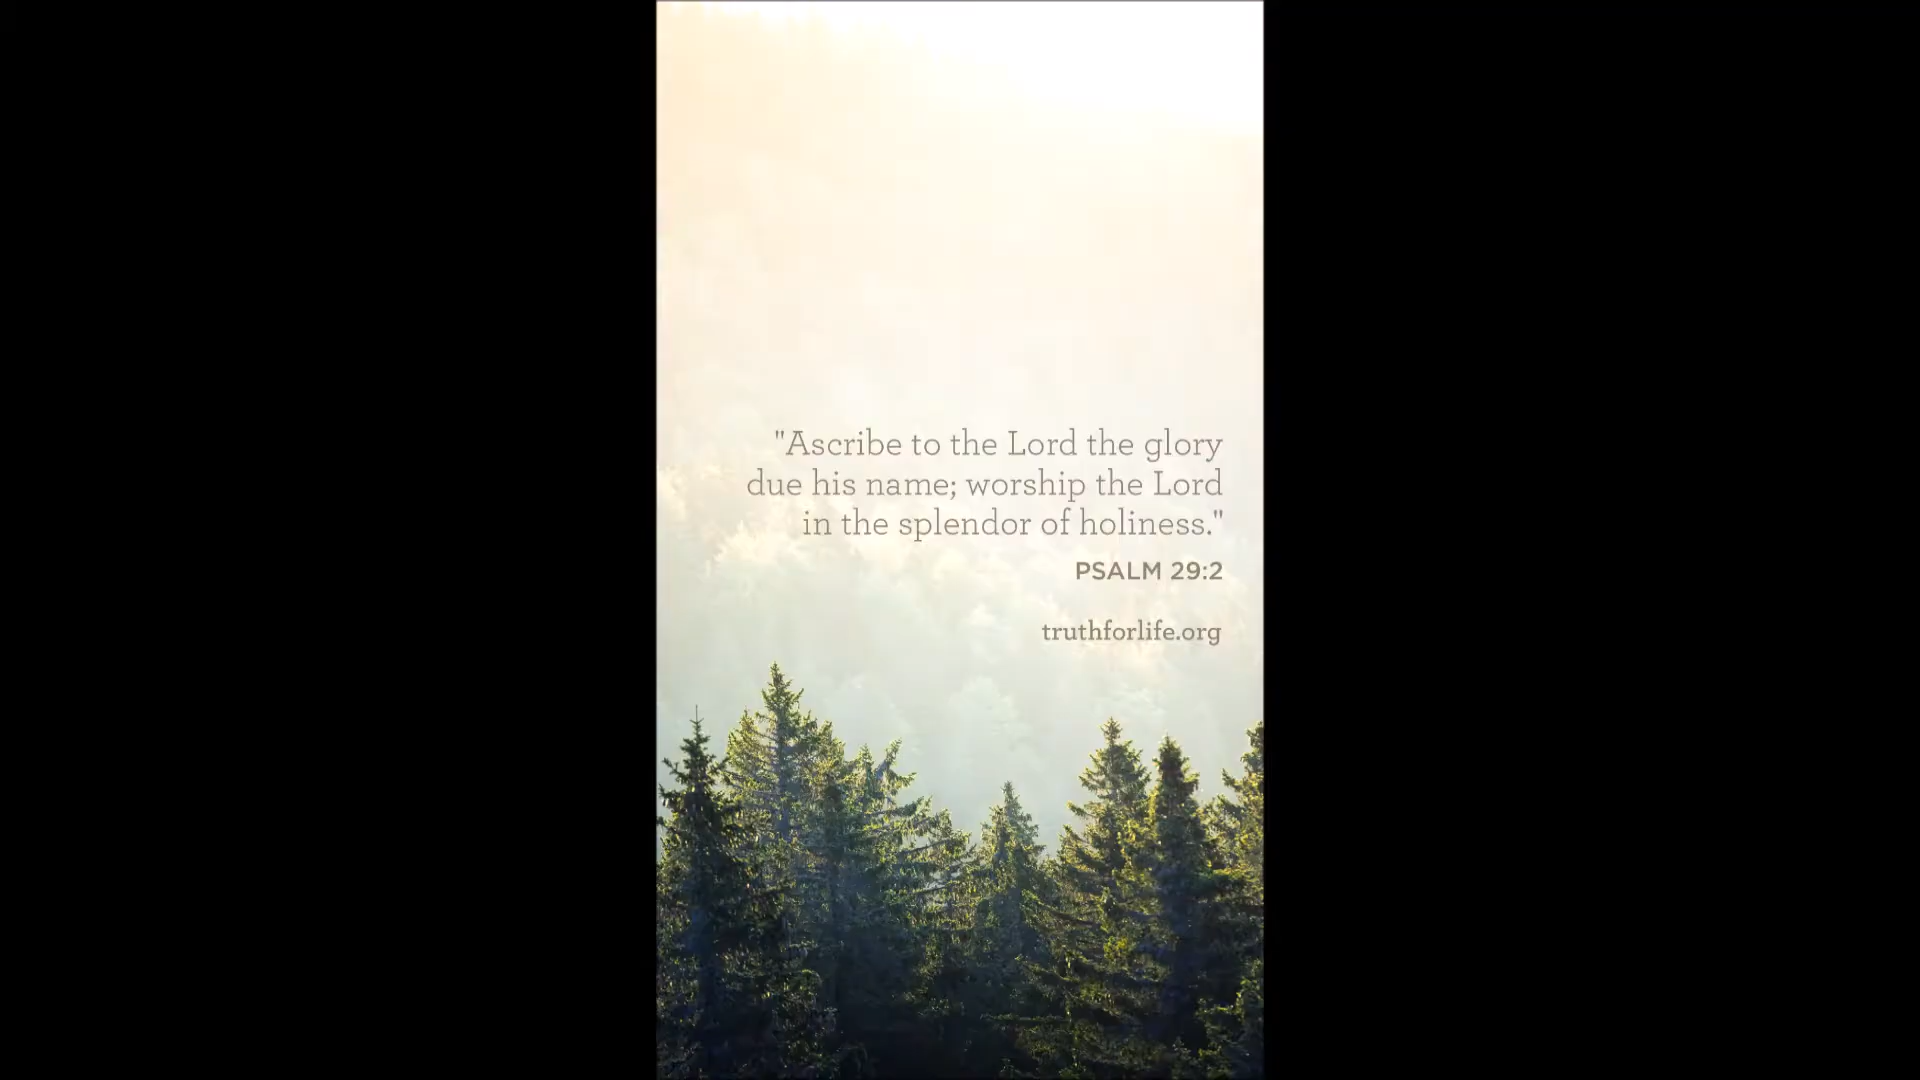 "Ascribe to the Lord the glory
due his name; worship the Lord
in the splendor of holiness."
PSALM 29:2
truthforlife.org